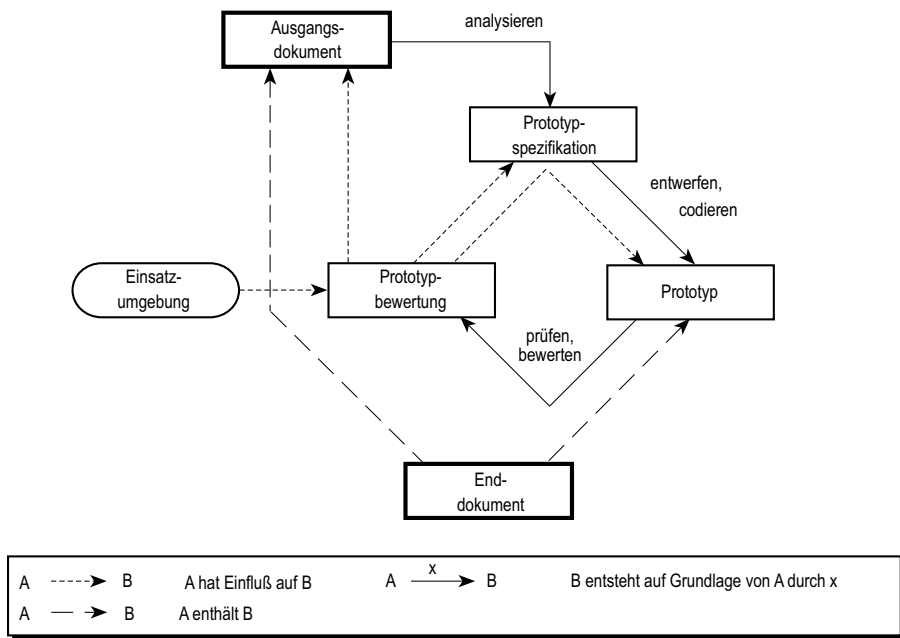 Ausgangs-
dokument
analysieren
Prototyp-
spezifikation
entwerfen,
codieren
Einsatz-
umgebung
Prototyp-
bewertung
Prototyp
prüfen,
bewerten
End-
dokument
A B A hat Einfluß auf B A x B B entsteht auf Grundlage von A durch x
A B A enthält B